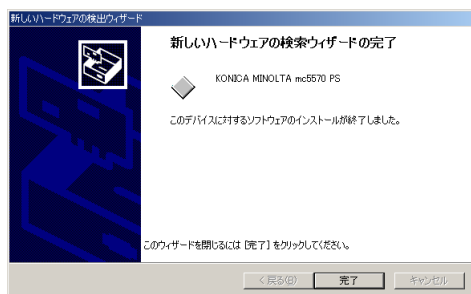 新しいハードウェアの検出ウィザード
新しいハードウェアの検索ウィザードの完了
KONICA MINOLTA mc5570 PS
このデバイスに対するソフトウェアのインストールが終了しました。
このウィザードを閉じるには [完了] をクリックしてください。
< 戻る(B)
完了
キャンセル